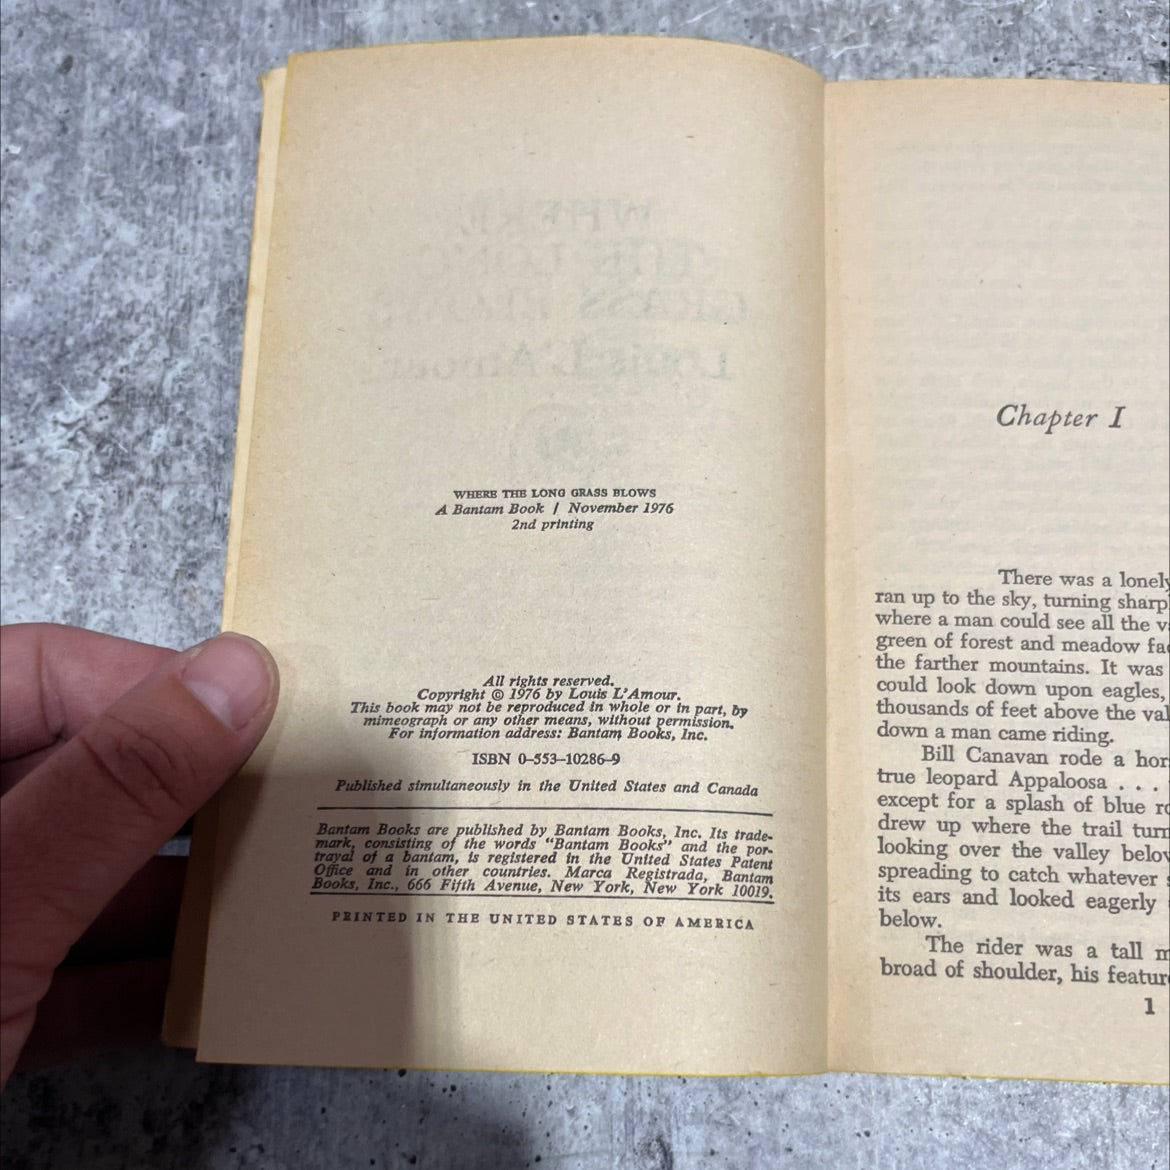 WHERE THE LONG GRASS BLOWS
A Bantam Book / November 1976
2nd printing
All rights reserved.
Copyright © 1976 by Louis L'Amour.
This book may not be reproduced in whole or in part, by
mimeograph or any other means, without permission.
For information address: Bantam Books, Inc.
ISBN 0–553–10286–9
Published simultaneously in the United States and Canada
Bantam Books are published by Bantam Books, Inc. Its trade-
mark, consisting of the words "Bantam Books" and the por-
trayal of a bantam, is registered in the United States Patent
Office and in other countries. Marca Registrada, Bantam
Books, Inc., 666 Fifth Avenue, New York, New York 10019.
PRINTED IN THE UNITED STATES OF AMERICA
Chapter I
There was a lonely
ran up to the sky, turning sharp
where a man could see all the
green of forest and meadow
the farther mountains. It was
could look down upon eagles,
thousands of feet above the
down a man came riding.
Bill Canavan rode a
true leopard Appaloosa . . .
except for a splash of blue
drew up where the trail
looking over the valley
spreading to catch whatever
its ears and looked eagerly
below.
The rider was a tall
broad of shoulder, his
1